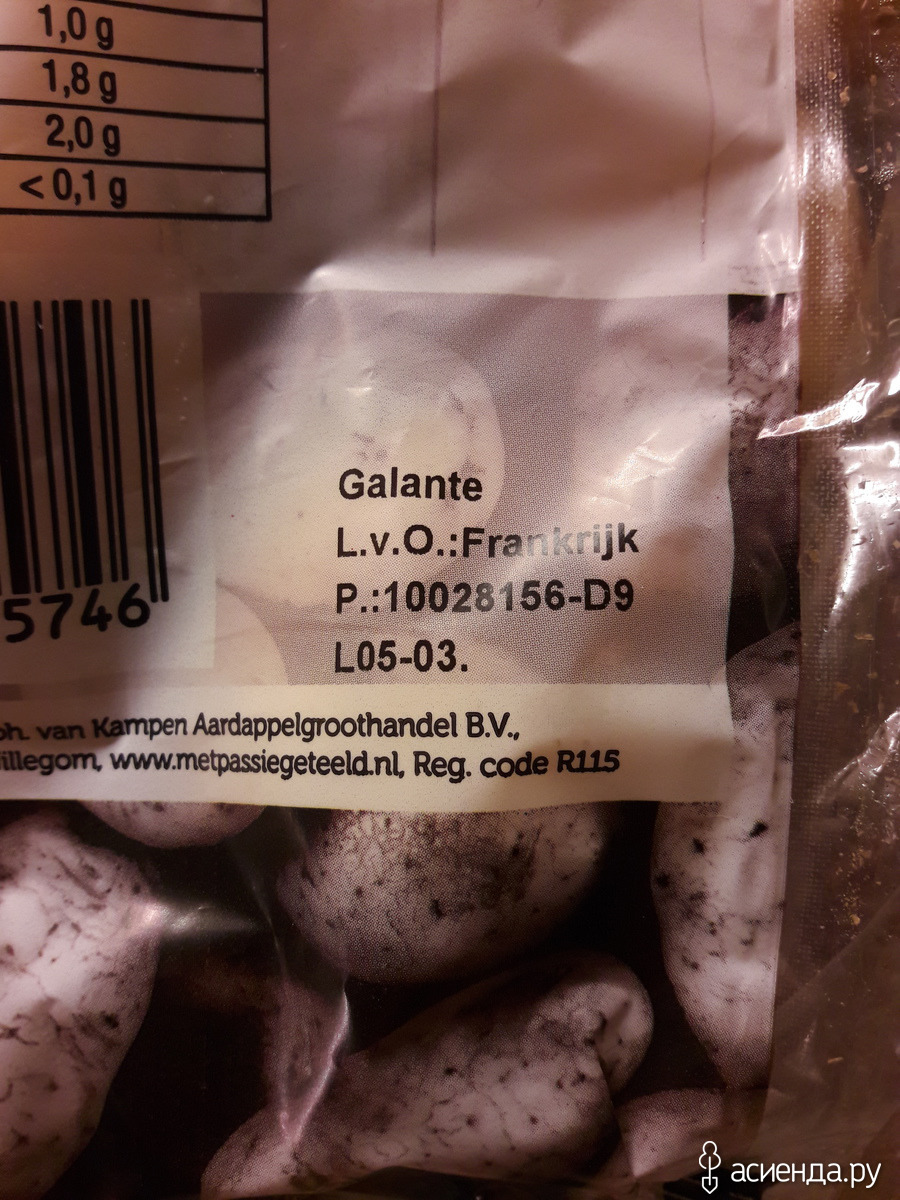 1,0 g
1,8 g
2,0 g
<0,1 g
5746
Galante
L.v.O.:Frankrijk
P.:10028156-D9
L05-03.
van Kampen Aardappelgroothandel B.V.,
www.metpassiegeteeld.nl, Reg. code R115
асиенда.ру